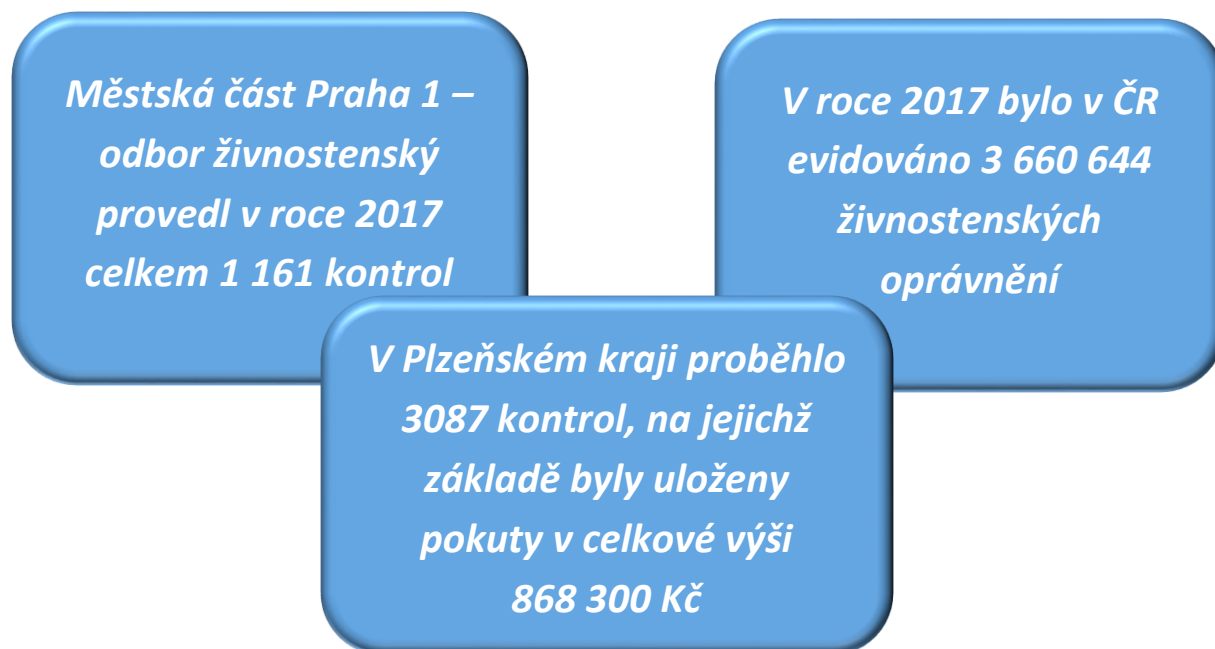 Městská část Praha 1 –
odbor živnostenský
provedl v roce 2017
celkem 1 161 kontrol
V roce 2017 bylo v ČR
evidováno 3 660 644
živnostenských
oprávnění
V Plzeňském kraji proběhlo
3087 kontrol, na jejichž
základě byly uloženy
pokuty v celkové výši
868 300 Kč